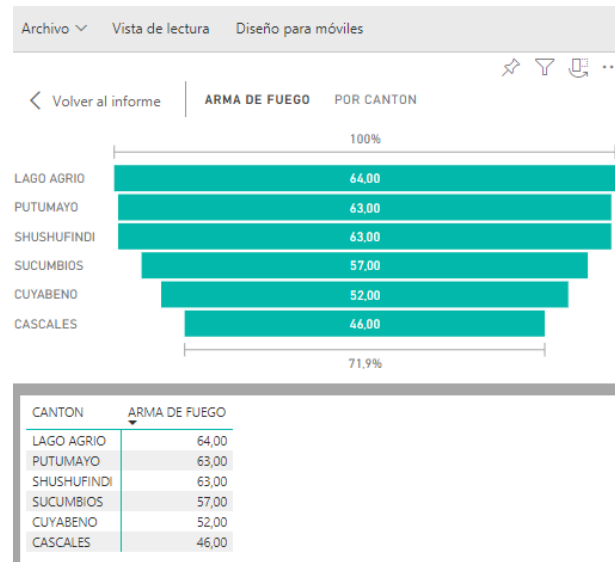 Archivo Vista de lectura Diseño para móviles
Volver al informe ARMA DE FUEGO POR CANTON
100%
LAGO AGRIO 64,00
PUTUMAYO 63,00
SHUSHUFINDI 63,00
SUCUMBIOS 57,00
CUYABENO 52,00
CASCALES 46,00
71,9%
CANTON ARMA DE FUEGO
LAGO AGRIO 64,00
PUTUMAYO 63,00
SHUSHUFINDI 63,00
SUCUMBIOS 57,00
CUYABENO 52,00
CASCALES 46,00